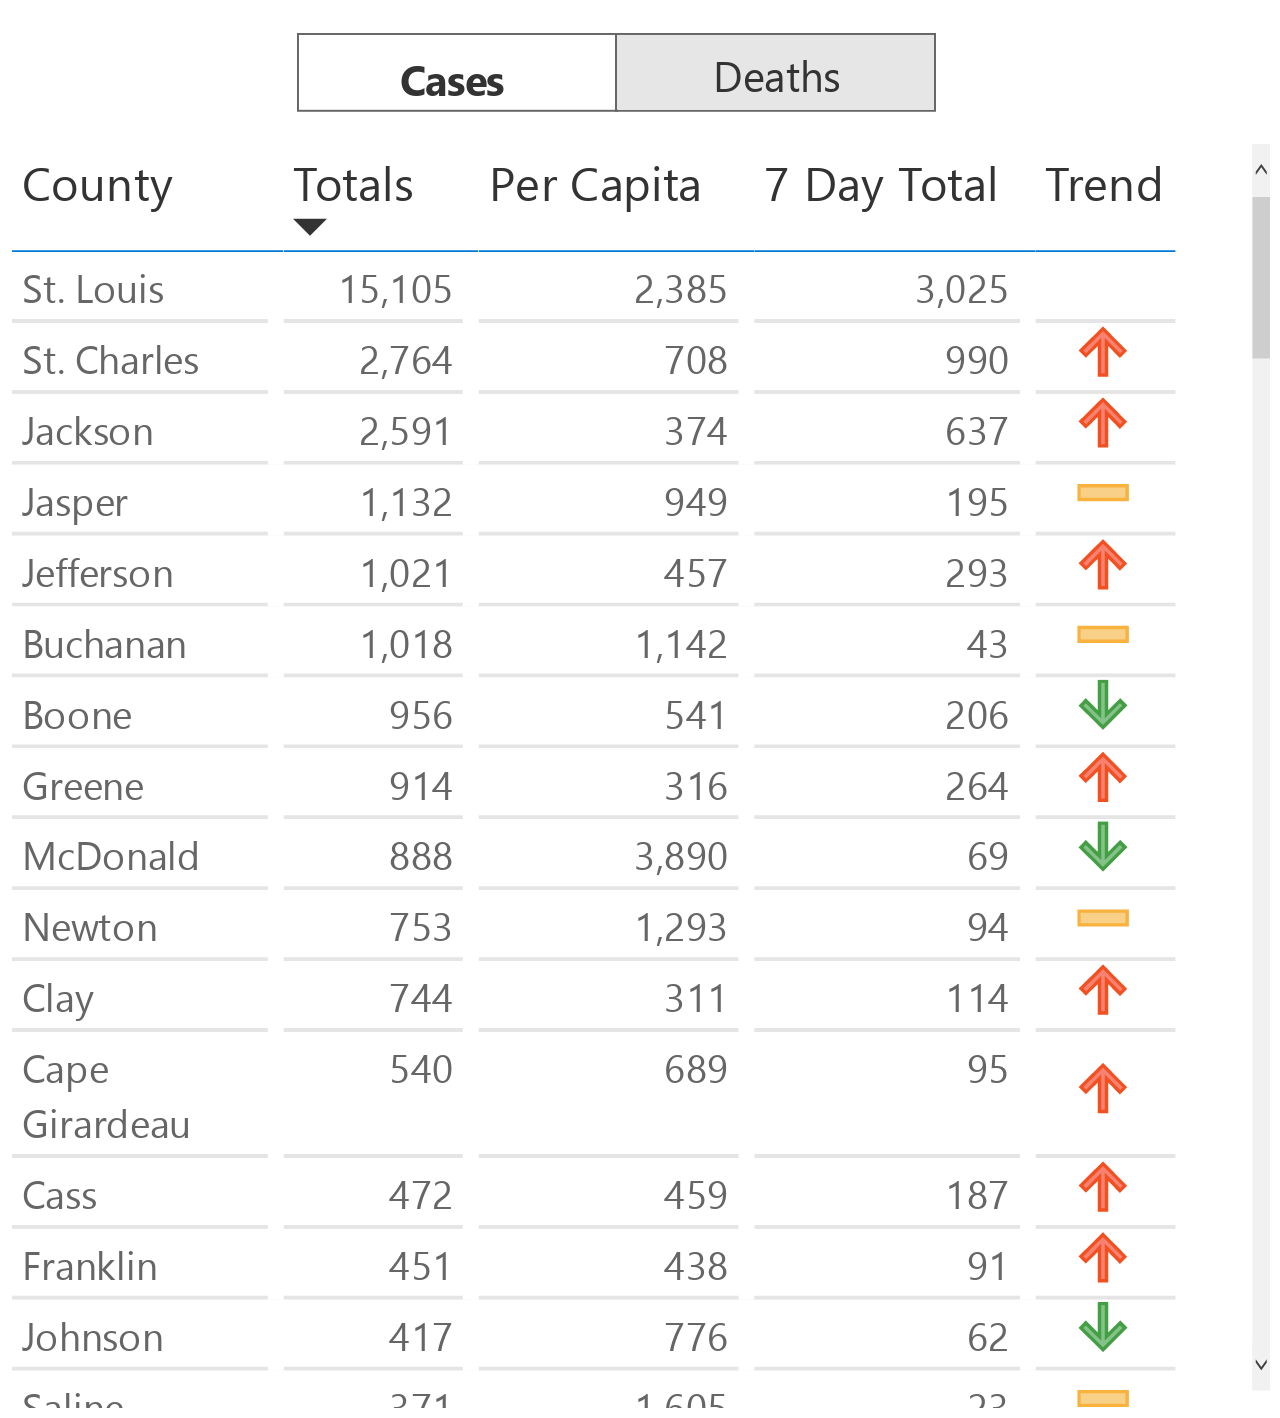 Cases Deaths
County Totals Per Capita 7 Day Total Trend
St. Louis 15,105 2,385 3,025
St. Charles 2,764 708 990
Jackson 2,591 374 637
Jasper 1,132 949 195
Jefferson 1,021 457 293
Buchanan 1,018 1,142 43
Boone 956 541 206
Greene 914 316 264
McDonald 888 3,890 69
Newton 753 1,293 94
Clay 744 311 114
Cape 540 689 95
Girardeau
Cass 472 459 187
Franklin 451 438 91
Johnson 417 776 62
Saline 371 1,605 23